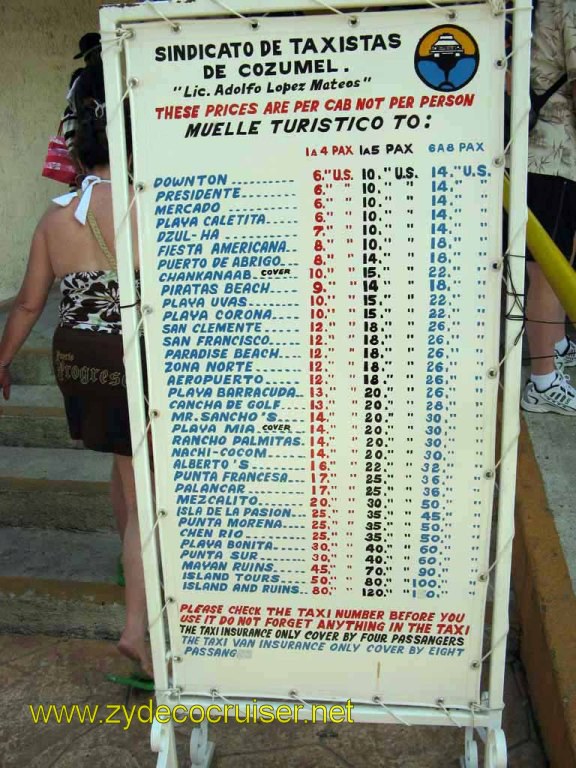 SINDICATO DE TAXISTAS
DE COZUMEL.
"Lic. Adolfo Lopez Mateos"
THESE PRICES ARE PER CAB NOT PER PERSON
MUELLE TURISTICO TO:
1 A 4 PAX 1 A 5 PAX 6 A 8 PAX
DOWNTON ---------- 6."U.S. 10."U.S. 14."U.S.
PRESIDENTE -------- 6." " 10." " 14." "
MERCADO --------- 6." " 10." " 14." "
PLAYA CALETITA ---- 6." " 10." " 14." "
DZUL-HA --------- 7." " 10." " 14." "
FIESTA AMERICANA-- 8." " 10." " 18." "
PUERTO DE ABRIGO -- 8." " 14." " 18." "
CHANKANAAB COVER 10." " 15." " 22." "
PIRATAS BEACH ---- 9." " 14." " 18." "
PLAYA UVAS ------ 10." " 15." " 22." "
PLAYA CORONA ---- 10." " 15." " 22." "
SAN CLEMENTE ---- 12." " 18." " 26." "
SAN FRANCISCO --- 12." " 18." " 26." "
PARADISE BEACH --- 12." " 18." " 26." "
ZONA NORTE ----- 12." " 18." " 26." "
AEROPUERTO ----- 12." " 18." " 26." "
PLAYA BARRACUDA -- 13." " 20." " 26." "
CANCHA DE GOLF --- 13." " 20." " 28." "
MR.SANCHO'S ----- 14." " 20." " 30." "
PLAYA MIA COVER 14." " 20." " 30." "
RANCHO PALMITAS 14." " 20." " 30." "
NACHI-COCOM ---- 14." " 20." " 30." "
ALBERTO'S ------ 16." " 22." " 32." "
PUNTA FRANCESA -- 17." " 25." " 36." "
PALANCAR ------ 17." " 25." " 36." "
MEZCALITO ----- 20." " 30." " 50." "
ISLA DE LA PASION --- 25." " 35." " 45." "
PUNTA MORENA --- 25." " 35." " 50." "
CHEN RIO ------ 25." " 35." " 50." "
PLAYA BONITA ---- 30." " 40." " 60." "
PUNTA SUR ----- 30." " 40." " 60." "
MAYAN RUINS ---- 45." " 70." " 90." "
ISLAND TOURS ---- 50." " 80." " 100." "
ISLAND AND RUINS -- 80." " 120." "
PLEASE CHECK THE TAXI NUMBER BEFORE YOU
USE IT DO NOT FORGET ANYTHING IN THE TAXI
THE TAXI INSURANCE ONLY COVER BY FOUR PASSANGERS
THE TAXI VAN INSURANCE ONLY COVER BY EIGHT
PASSANG
www.zydecocruiser.net